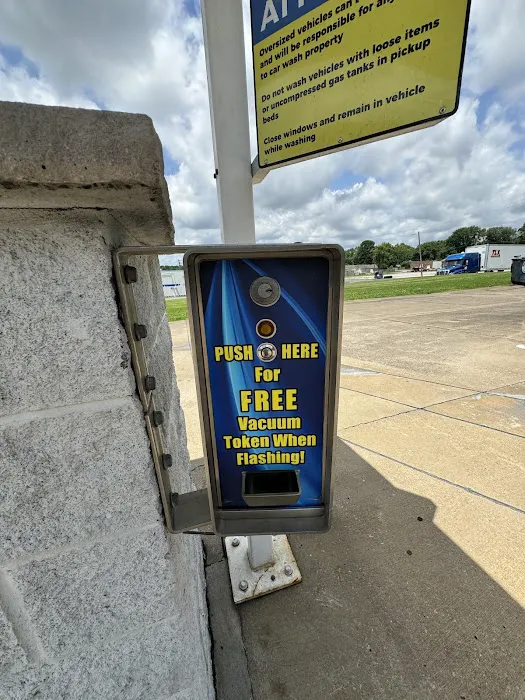 Oversized vehicles can
and will be responsible for any
to car wash property
Do not wash vehicles with loose items
or uncompressed gas tanks in pickup
beds
Close windows and remain in vehicle
while washing
PUSH HERE
For
FREE
Vacuum
Token When
Flashing!